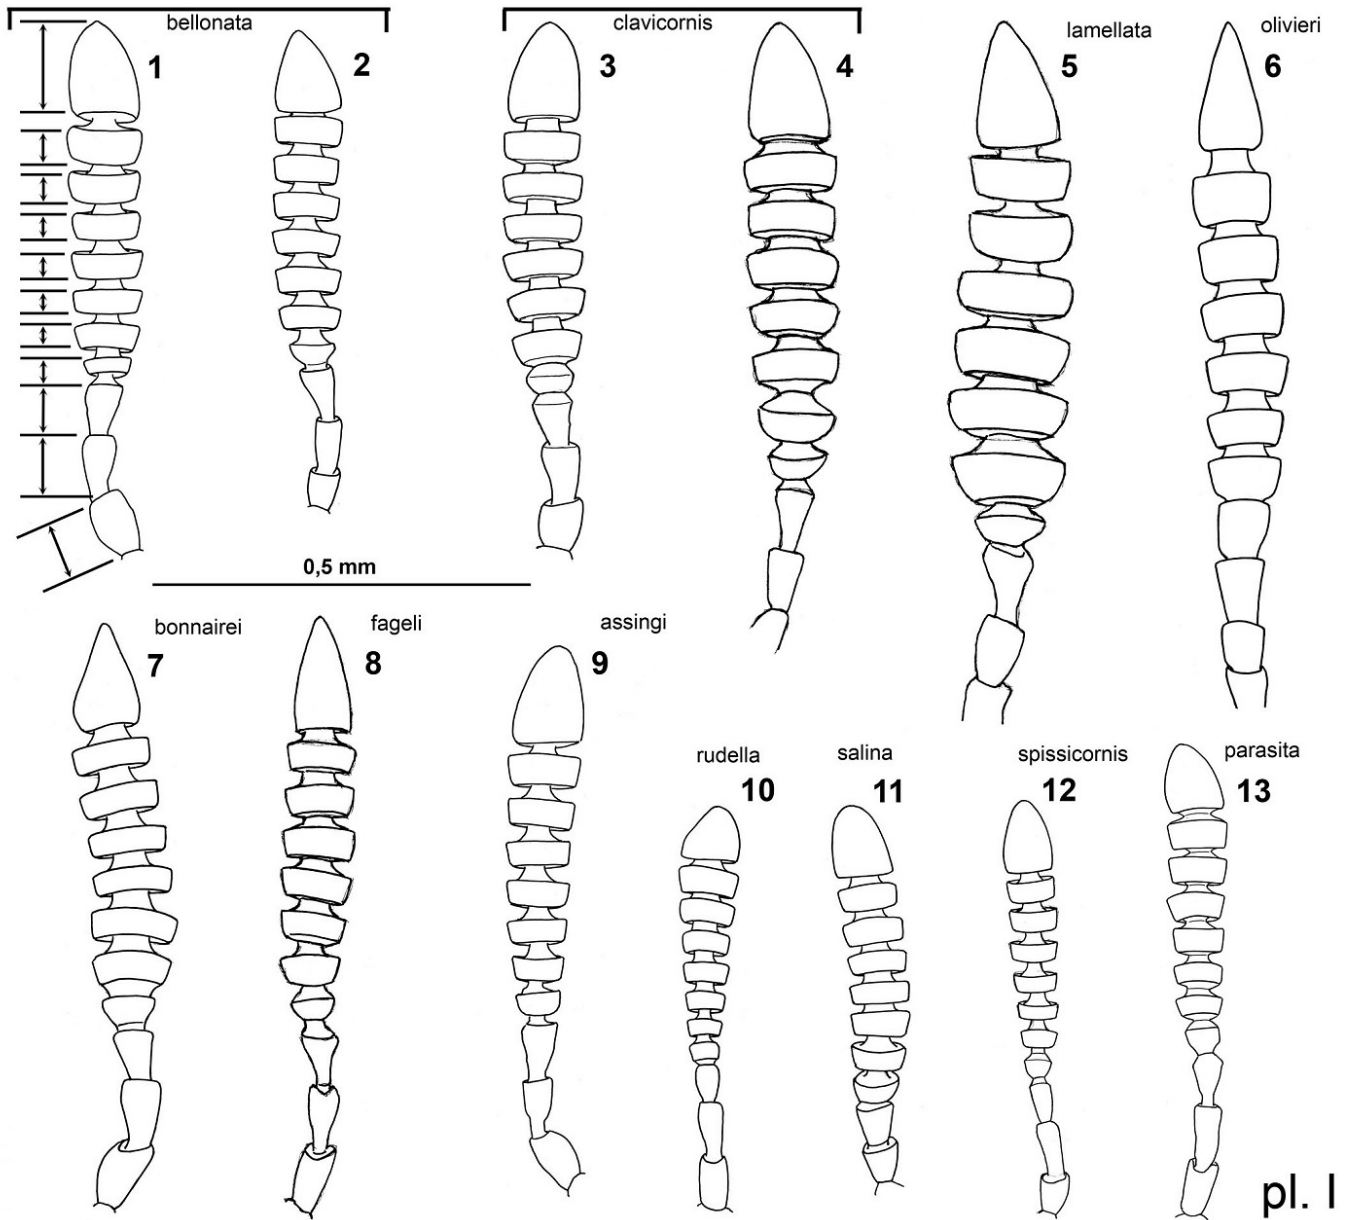 bellonata
clavicornis
lamellata
olivieri
1
2
3
4
5
6
0,5 mm
bonnairei
fageli
assingi
7
8
9
rudella
salina
spissicornis
parasita
10
11
12
13
pl. I